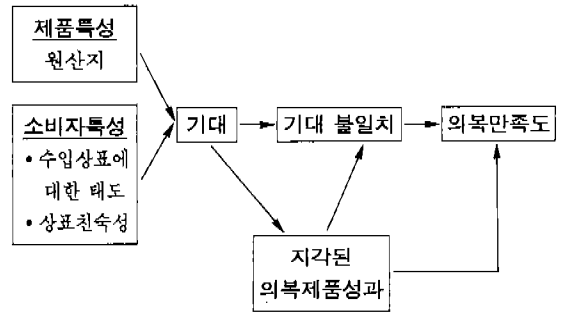 제품특성
원산지
소비자특성
• 수입상표에
대한 태도
• 상표친숙성
기대
기대 불일치
의복만족도
지각된
의복제품성과